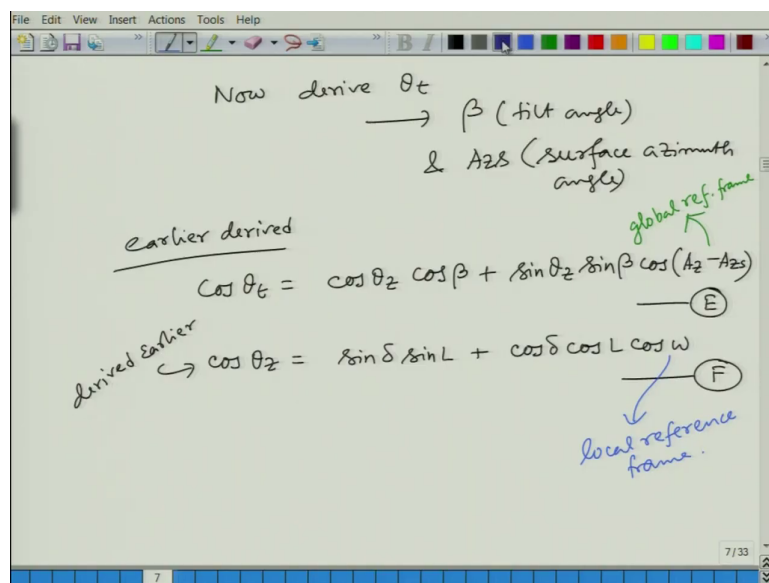 File Edit View Insert Actions Tools Help
Now derive θt
→ β (tilt angle)
& Azs (surface azimuth
angle)
global ref. frame
earlier derived
cos θt = cos θz cos β + sin θz sin β cos (Az - Azs)
E
derived earlier
cos θz = sin δ sin L + cos δ cos L cos ω
F
local reference
frame.
7/33
7